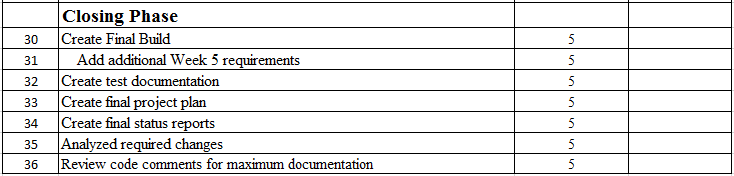 Closing Phase
30 Create Final Build 5
31 Add additional Week 5 requirements 5
32 Create test documentation 5
33 Create final project plan 5
34 Create final status reports 5
35 Analyzed required changes 5
36 Review code comments for maximum documentation 5